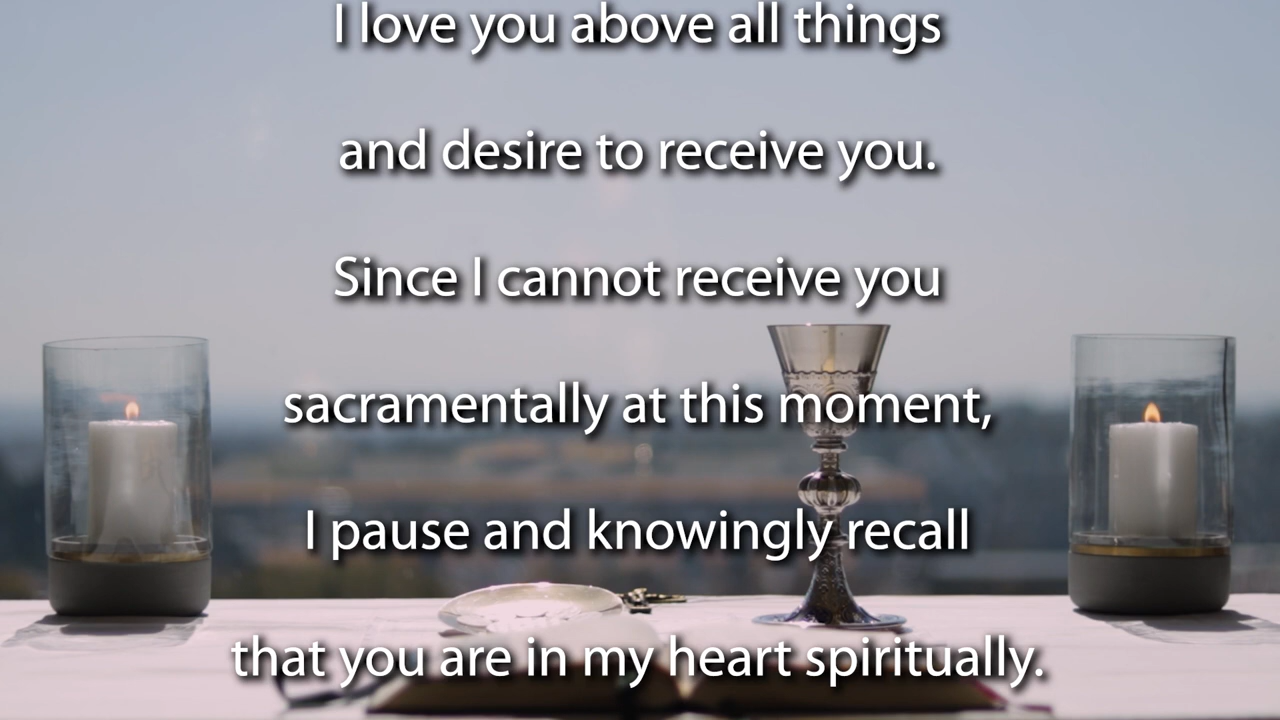 I love you above all things
and desire to receive you.
Since I cannot receive you
sacramentally at this moment,
I pause and knowingly recall
that you are in my heart spiritually.